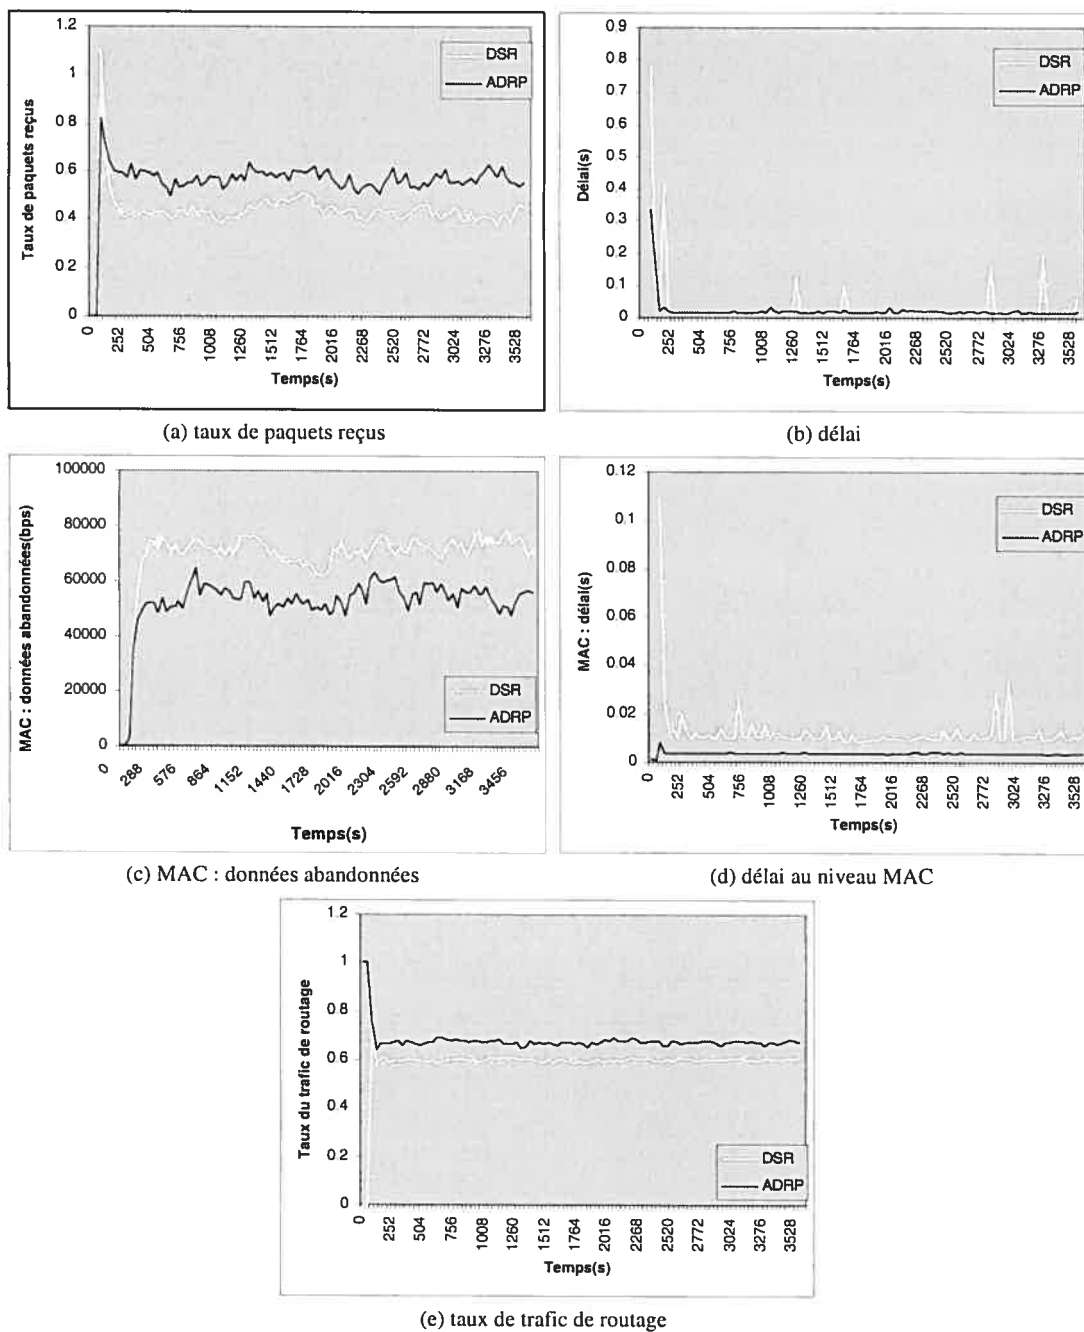 1.2
1
0.8
0.6
0.4
0.2
0
Taux de paquets reçus
DSR
ADRP
0 252 504 756 1008 1260 1512 1764 2016 2268 2520 2772 3024 3276 3528
Temps(s)
(a) taux de paquets reçus
0.9
0.8
0.7
0.6
0.5
0.4
0.3
0.2
0.1
0
Délai(s)
DSR
ADRP
0 252 504 756 1008 1260 1512 1764 2016 2268 2520 2772 3024 3276 3528
Temps(s)
(b) délai
100000
80000
60000
40000
20000
0
MAC : données abandonnées(bps)
DSR
ADRP
0 288 576 864 1152 1440 1728 2016 2304 2592 2880 3168 3456
Temps(s)
(c) MAC : données abandonnées
0.12
0.1
0.08
0.06
0.04
0.02
0
MAC : délai(s)
DSR
ADRP
0 252 504 756 1008 1260 1512 1764 2016 2268 2520 2772 3024 3276 3528
Temps(s)
(d) délai au niveau MAC
1.2
1
0.8
0.6
0.4
0.2
0
Taux du trafic de routage
DSR
ADRP
0 252 504 756 1008 1260 1512 1764 2016 2268 2520 2772 3024 3276 3528
Temps(s)
(e) taux de trafic de routage